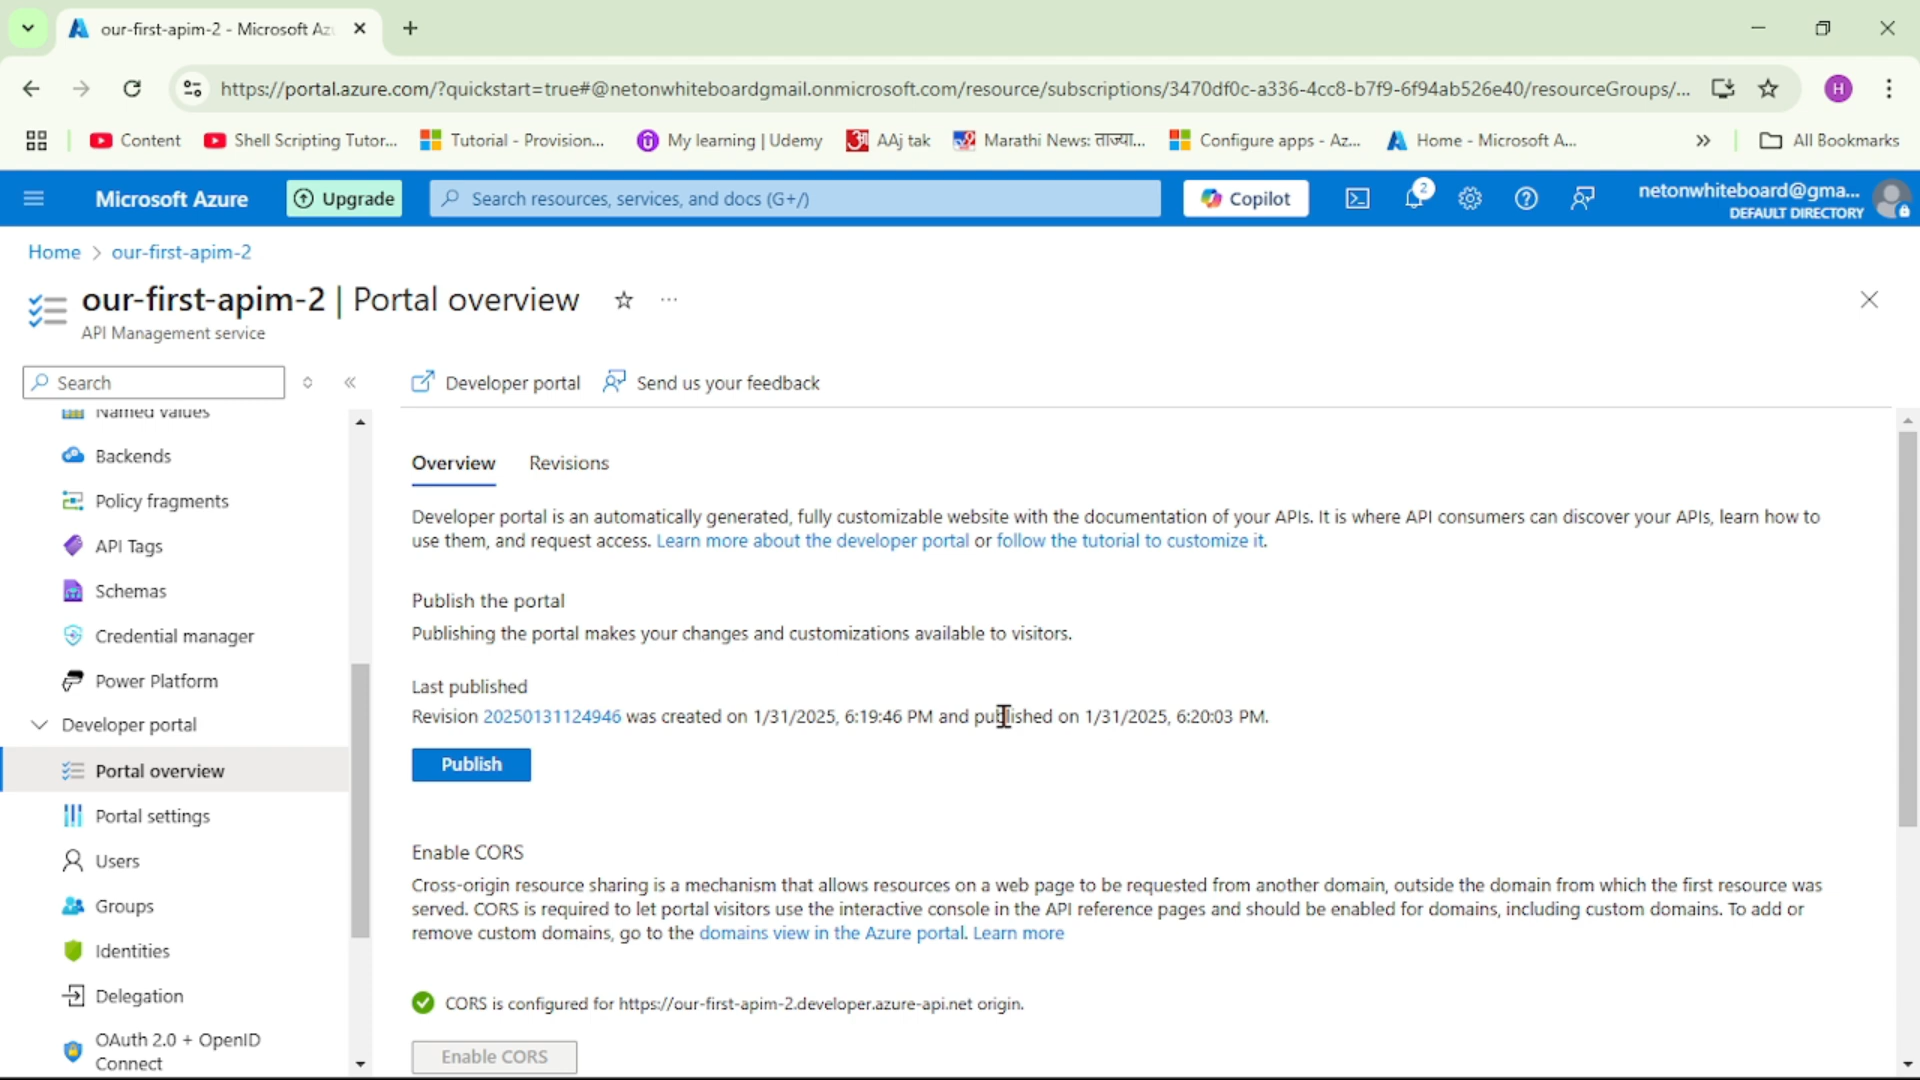 our-first-apim-2 - Microsoft Az
https://portal.azure.com/?quickstart=true#@netonwhiteboardgmail.onmicrosoft.com/resource/subscriptions/3470df0c-a336-4cc8-b7f9-6f94ab526e40/resourceGroups/...
H
Content
Shell Scripting Tutor...
Tutorial - Provision...
My learning | Udemy
AAj tak
Marathi News: ताज्या...
Configure apps - Az...
Home - Microsoft A...
All Bookmarks
Microsoft Azure
Upgrade
Search resources, services, and docs (G+/)
Copilot
2
netonwhiteboard@gma...
DEFAULT DIRECTORY
Home > our-first-apim-2
our-first-apim-2 | Portal overview
API Management service
Search
Developer portal
Send us your feedback
Named values
Backends
Policy fragments
API Tags
Schemas
Credential manager
Power Platform
Developer portal
Portal overview
Portal settings
Users
Groups
Identities
Delegation
OAuth 2.0 + OpenID
Connect
Overview
Revisions
Developer portal is an automatically generated, fully customizable website with the documentation of your APIs. It is where API consumers can discover your APIs, learn how to
use them, and request access. Learn more about the developer portal or follow the tutorial to customize it.
Publish the portal
Publishing the portal makes your changes and customizations available to visitors.
Last published
Revision 20250131124946 was created on 1/31/2025, 6:19:46 PM and published on 1/31/2025, 6:20:03 PM.
Publish
Enable CORS
Cross-origin resource sharing is a mechanism that allows resources on a web page to be requested from another domain, outside the domain from which the first resource was
served. CORS is required to let portal visitors use the interactive console in the API reference pages and should be enabled for domains, including custom domains. To add or
remove custom domains, go to the domains view in the Azure portal. Learn more
CORS is configured for https://our-first-apim-2.developer.azure-api.net origin.
Enable CORS